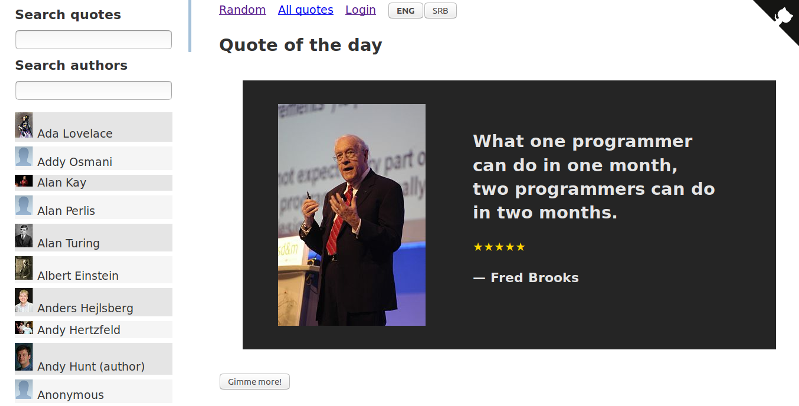 Search quotes
Search authors
Ada Lovelace
Addy Osmani
Alan Kay
Alan Perlis
Alan Turing
Albert Einstein
Anders Hejlsberg
Andy Hertzfeld
Andy Hunt (author)
Anonymous
Random All quotes Login ENG SRB
Quote of the day
What one programmer
can do in one month,
two programmers can do
in two months.
★★★★★
— Fred Brooks
Gimme more!